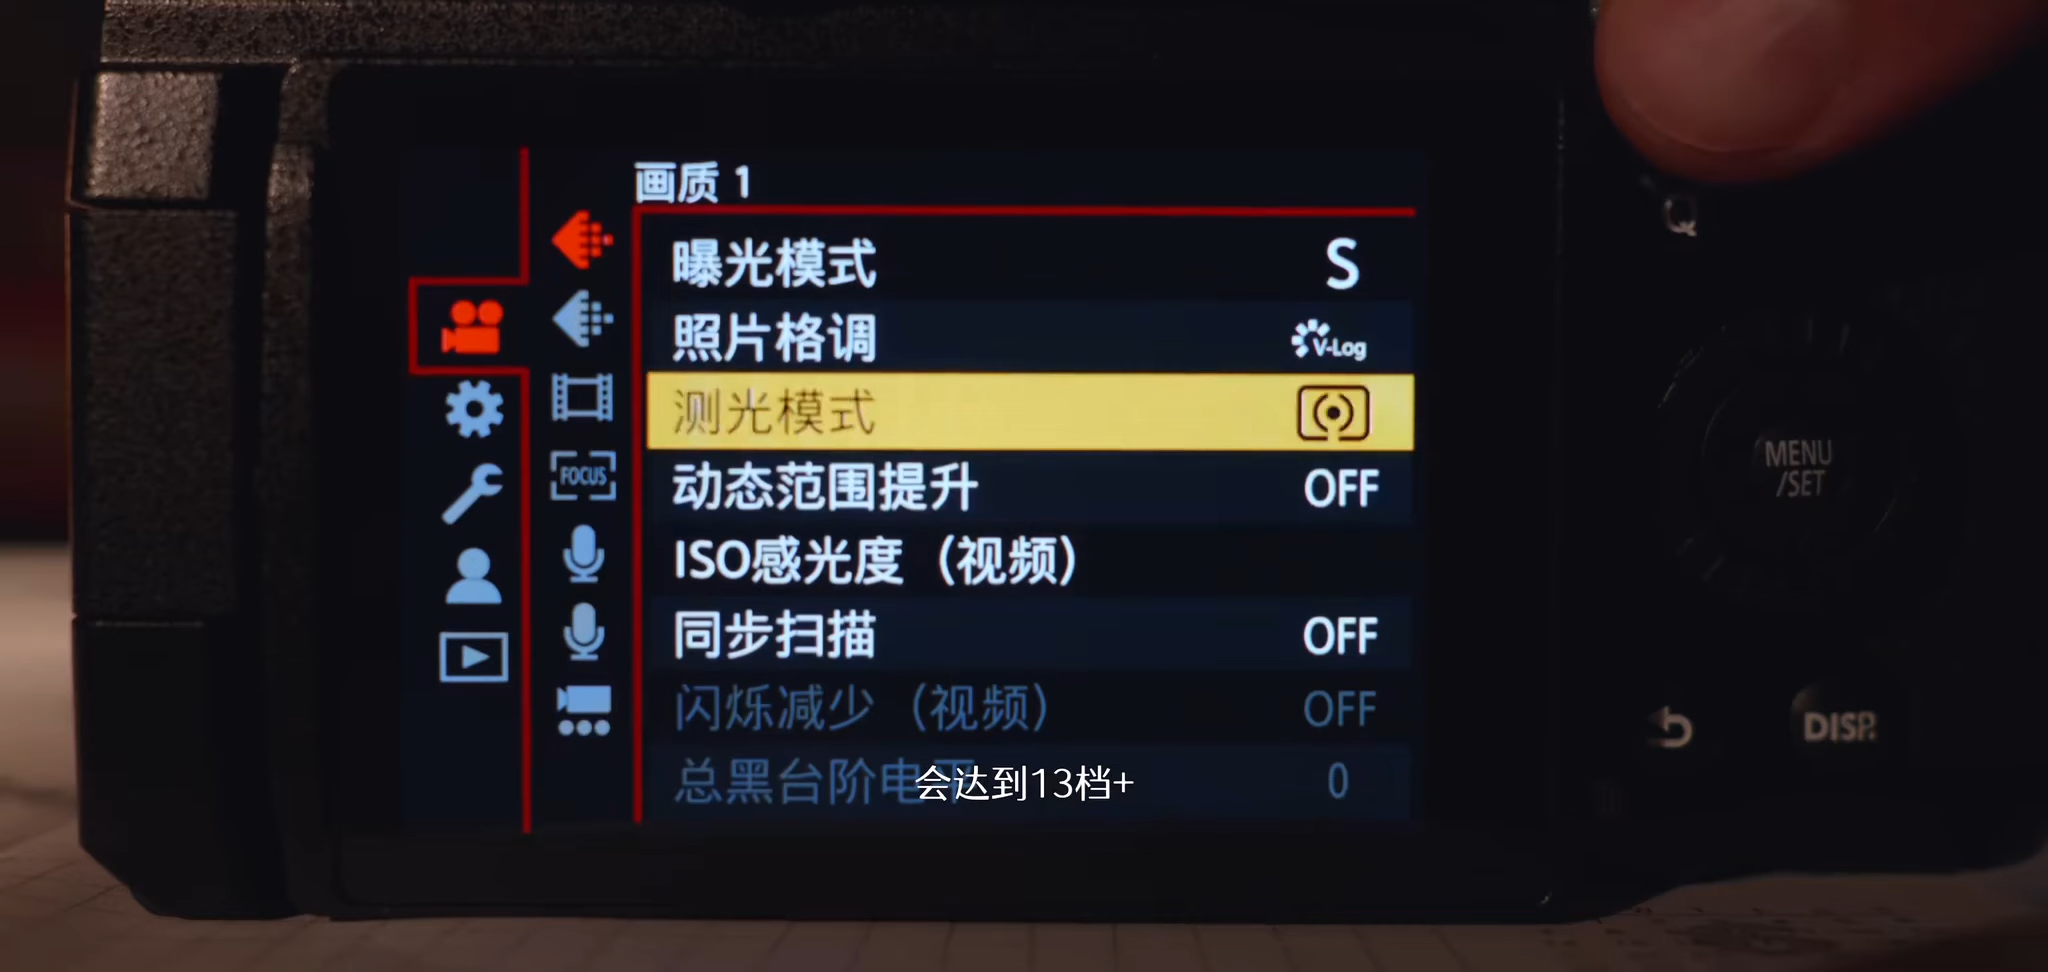 画质 1
曝光模式 S
照片格调 V-Log
测光模式
动态范围提升 OFF
ISO感光度（视频）
同步扫描 OFF
闪烁减少（视频） OFF
总黑台阶电平 0
会达到13档+
FOCUS
Q
MENU
/SET
DISP.